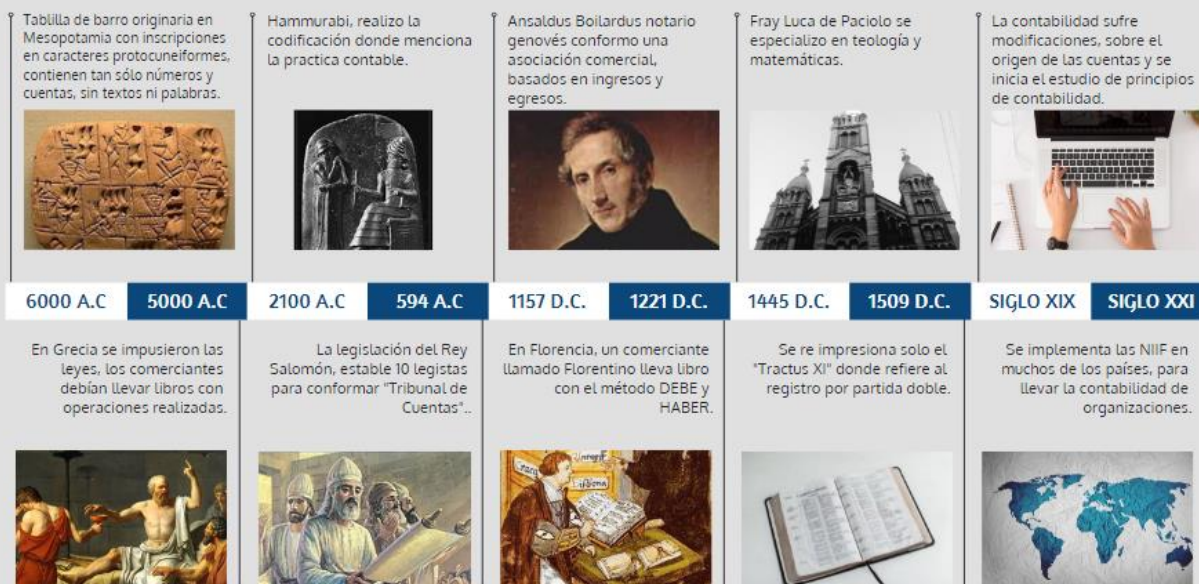 Tablilla de barro originaria en
Mesopotamia con inscripciones
en caracteres protocuneiformes,
contienen tan sólo números y
cuentas, sin textos ni palabras.
Hammurabi, realizo la
codificación donde menciona
la practica contable.
Ansaldus Boilardus notario
genovés conformo una
asociación comercial,
basados en ingresos y
egresos.
Fray Luca de Paciolo se
especializo en teología y
matemáticas.
La contabilidad sufre
modificaciones, sobre el
origen de las cuentas y se
inicia el estudio de principios
de contabilidad.
6000 A.C 5000 A.C 2100 A.C 594 A.C 1157 D.C. 1221 D.C. 1445 D.C. 1509 D.C. SIGLO XIX SIGLO XXI
En Grecia se impusieron las
leyes, los comerciantes
debían llevar libros con
operaciones realizadas.
La legislación del Rey
Salomón, estable 10 legistas
para conformar "Tribunal de
Cuentas"..
En Florencia, un comerciante
llamado Florentino lleva libro
con el método DEBE y
HABER.
Se re impresiona solo el
"Tractus XI" donde refiere al
registro por partida doble.
Se implementa las NIIF en
muchos de los países, para
llevar la contabilidad de
organizaciones.